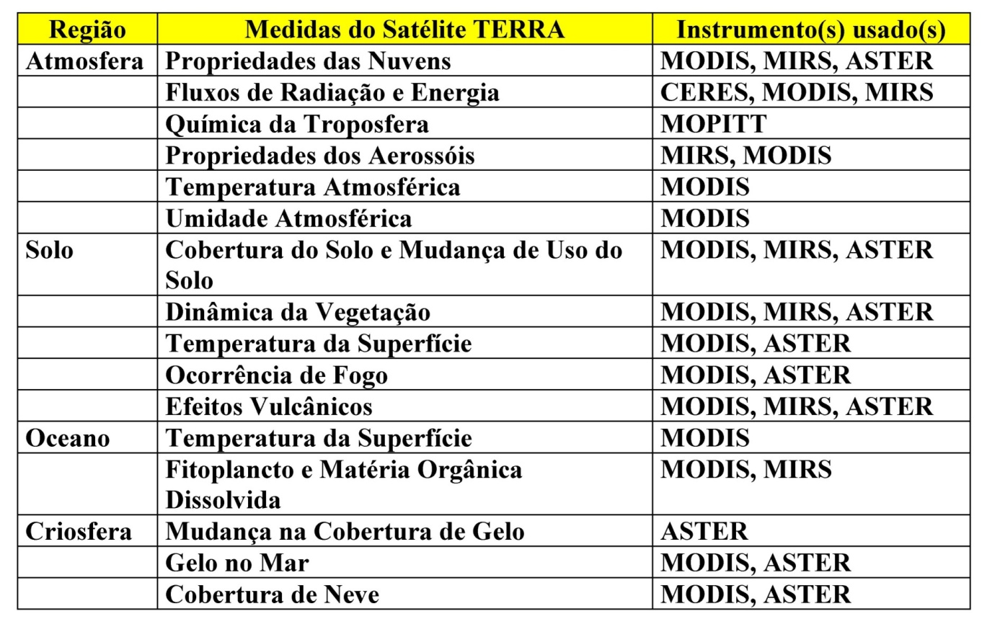 Região Medidas do Satélite TERRA Instrumento(s) usado(s)
Atmosfera Propriedades das Nuvens MODIS, MIRS, ASTER
Fluxos de Radiação e Energia CERES, MODIS, MIRS
Química da Troposfera MOPITT
Propriedades dos Aerossóis MIRS, MODIS
Temperatura Atmosférica MODIS
Umidade Atmosférica MODIS
Solo Cobertura do Solo e Mudança de Uso do MODIS, MIRS, ASTER
Solo
Dinâmica da Vegetação MODIS, MIRS, ASTER
Temperatura da Superfície MODIS, ASTER
Ocorrência de Fogo MODIS, ASTER
Efeitos Vulcânicos MODIS, MIRS, ASTER
Oceano Temperatura da Superfície MODIS
Fitoplancto e Matéria Orgânica MODIS, MIRS
Dissolvida
Criosfera Mudança na Cobertura de Gelo ASTER
Gelo no Mar MODIS, ASTER
Cobertura de Neve MODIS, ASTER